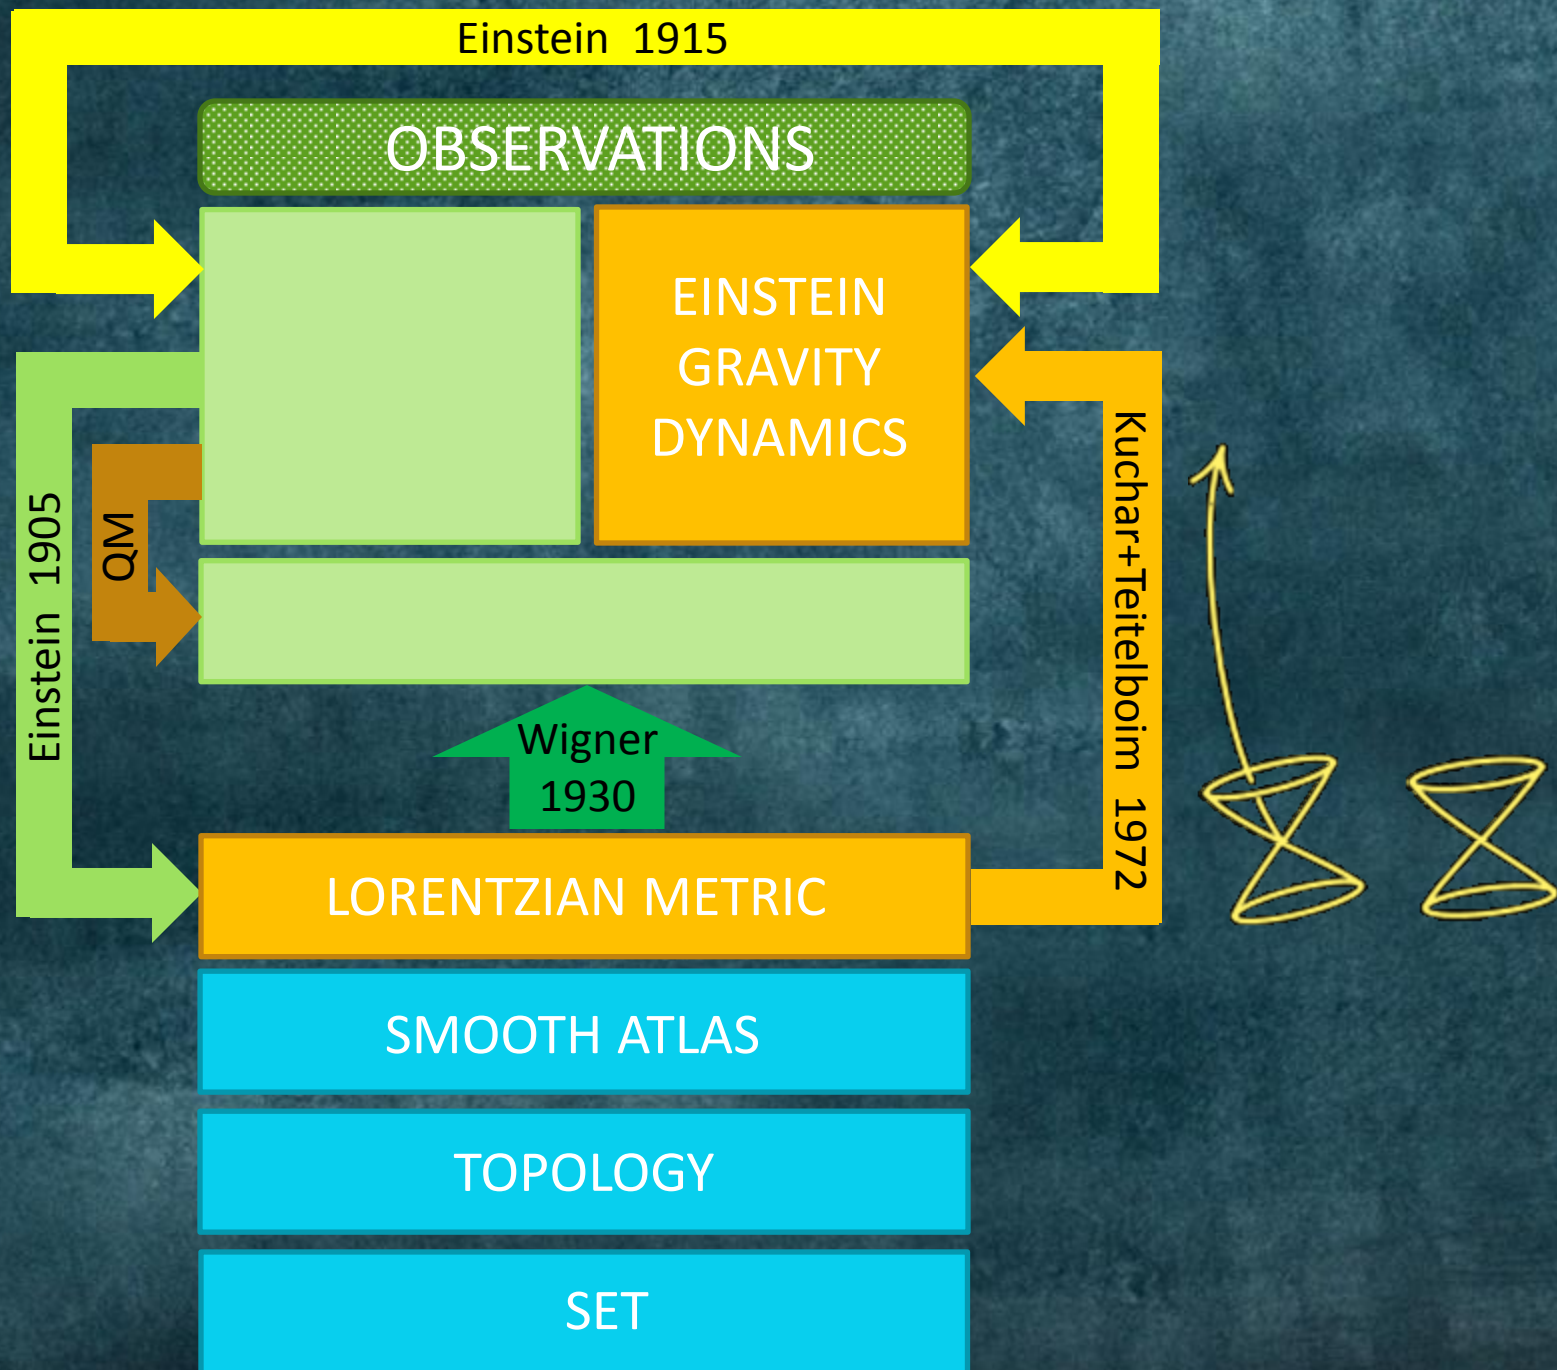 Einstein 1915
OBSERVATIONS
EINSTEIN
GRAVITY
DYNAMICS
Einstein 1905
QM
Kuchar+Teitelboim 1972
Wigner
1930
LORENTZIAN METRIC
SMOOTH ATLAS
TOPOLOGY
SET